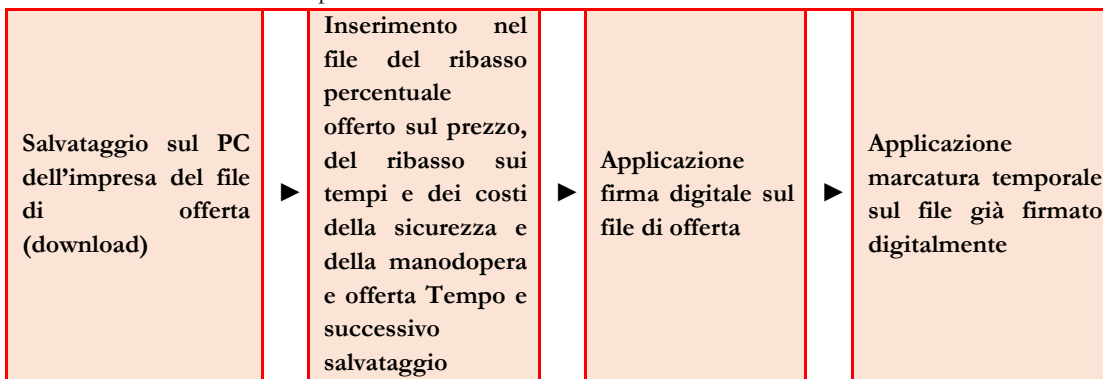 Salvataggio sul PC
dell'impresa del file
di offerta
(download)
►
Inserimento nel
file del ribasso
percentuale
offerto sul prezzo,
del ribasso sui
tempi e dei costi
della sicurezza e
della manodopera
e offerta Tempo e
successivo
salvataggio
►
Applicazione
firma digitale sul
file di offerta
►
Applicazione
marcatura temporale
sul file già firmato
digitalmente